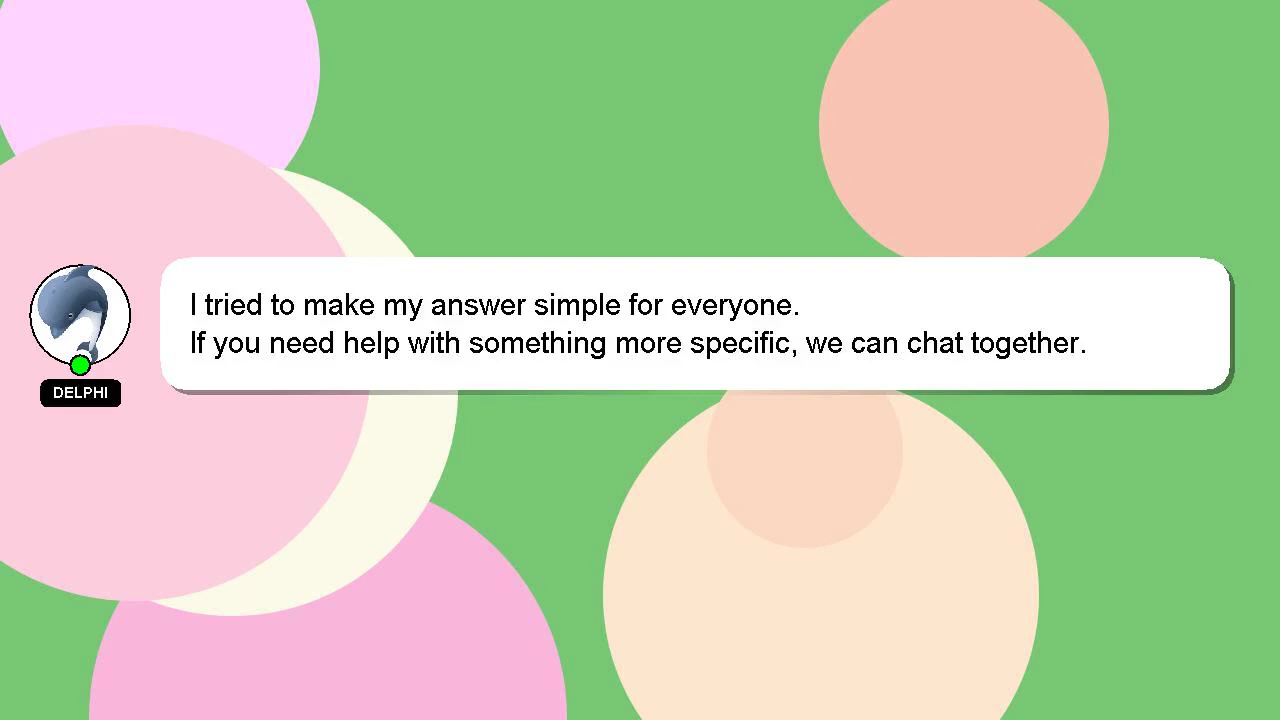 I tried to make my answer simple for everyone.
If you need help with something more specific, we can chat together.
DELPHI